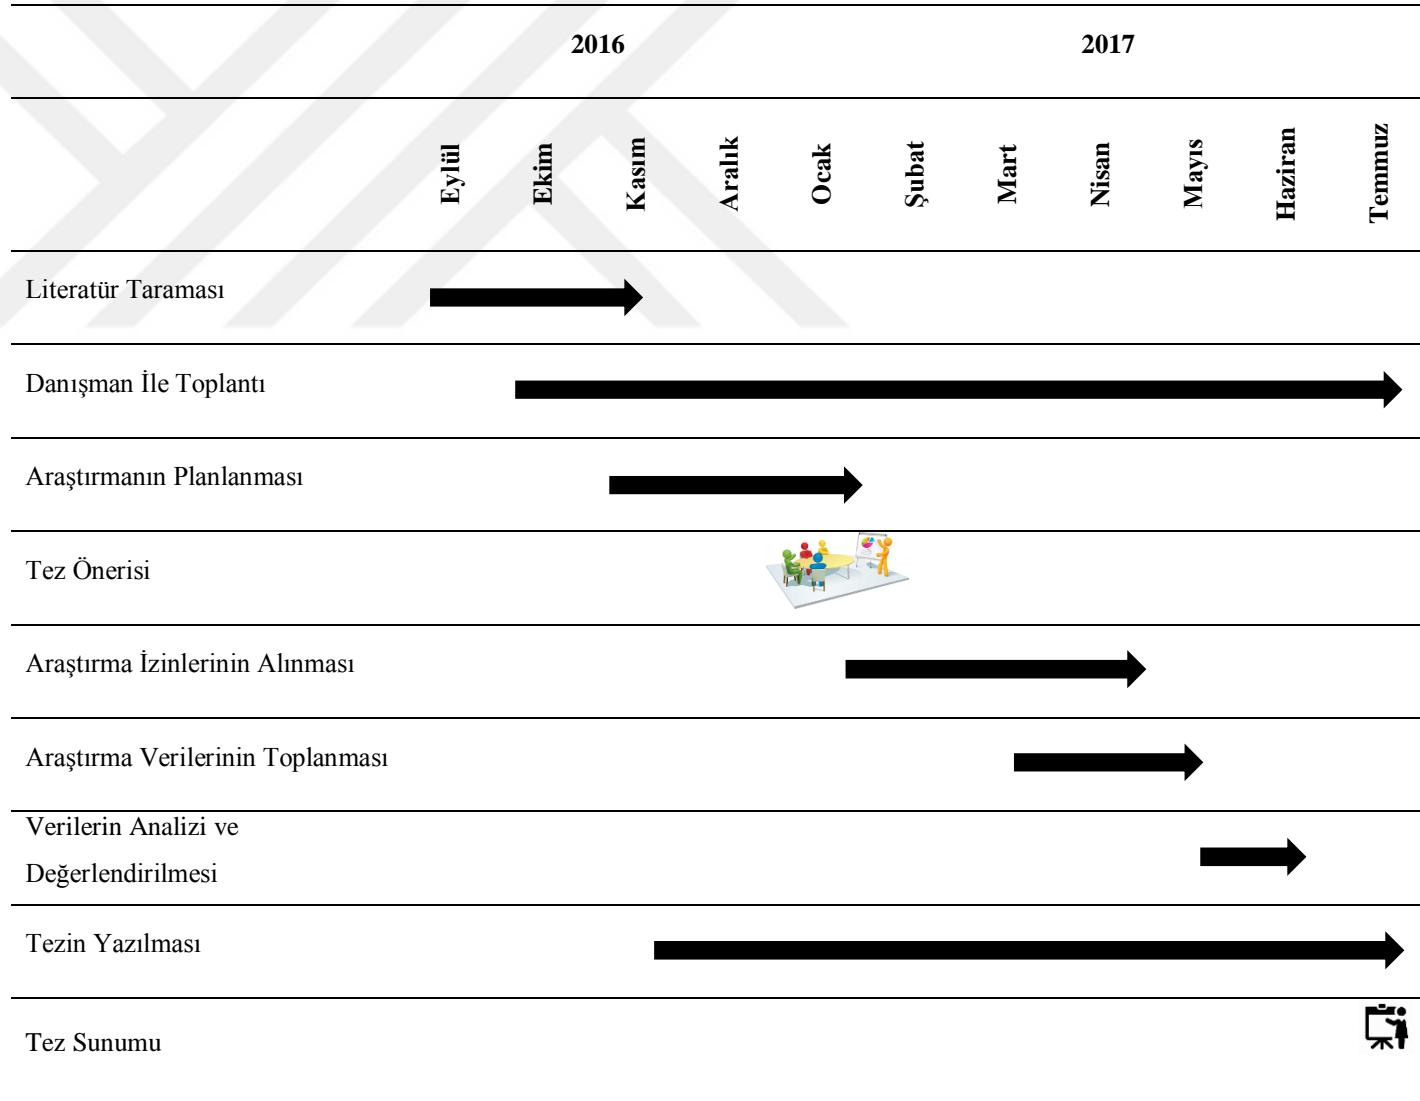 2016 2017
Eylül Ekim Kasım Aralık Ocak Şubat Mart Nisan Mayıs Haziran Temmuz
Literatür Taraması
Danışman İle Toplantı
Araştırmanın Planlanması
Tez Önerisi
Araştırma İzinlerinin Alınması
Araştırma Verilerinin Toplanması
Verilerin Analizi ve
Değerlendirilmesi
Tezin Yazılması
Tez Sunumu